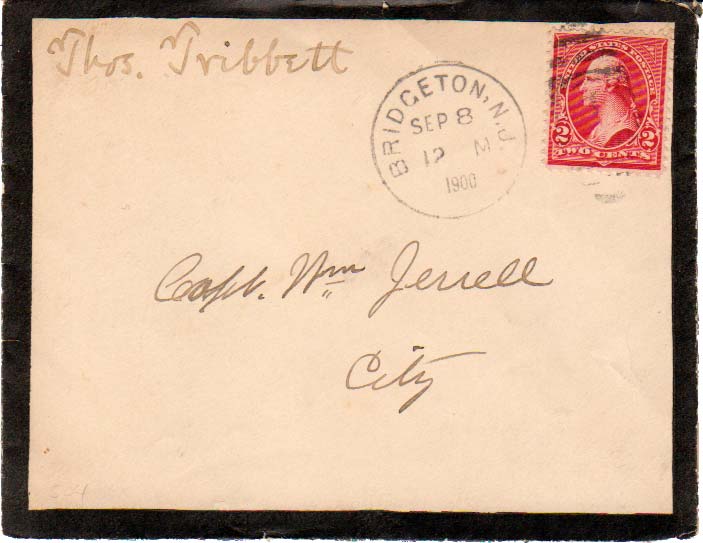 Thos. Tribbett
BRIDGETON, N.J.
SEP 8
12 M
1900
UNITED STATES POSTAGE
2 2
TWO CENTS
Capt. Wm Jerrell
City